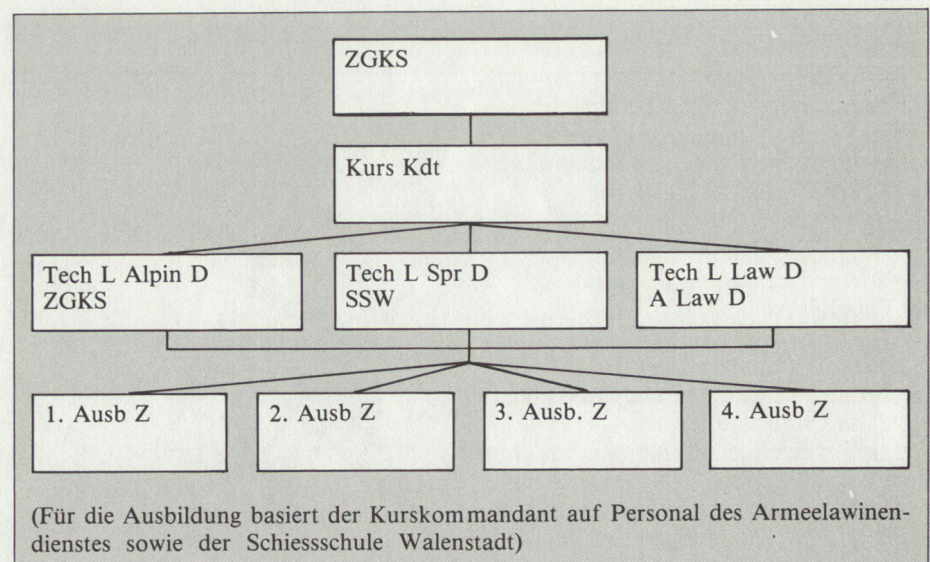 ZGKS
Kurs Kdt
Tech L Alpin D
ZGKS
Tech L Spr D
SSW
Tech L Law D
A Law D
1. Ausb Z
2. Ausb Z
3. Ausb. Z
4. Ausb Z
(Für die Ausbildung basiert der Kurskommandant auf Personal des Armeelawinen-
dienstes sowie der Schiessschule Walenstadt)